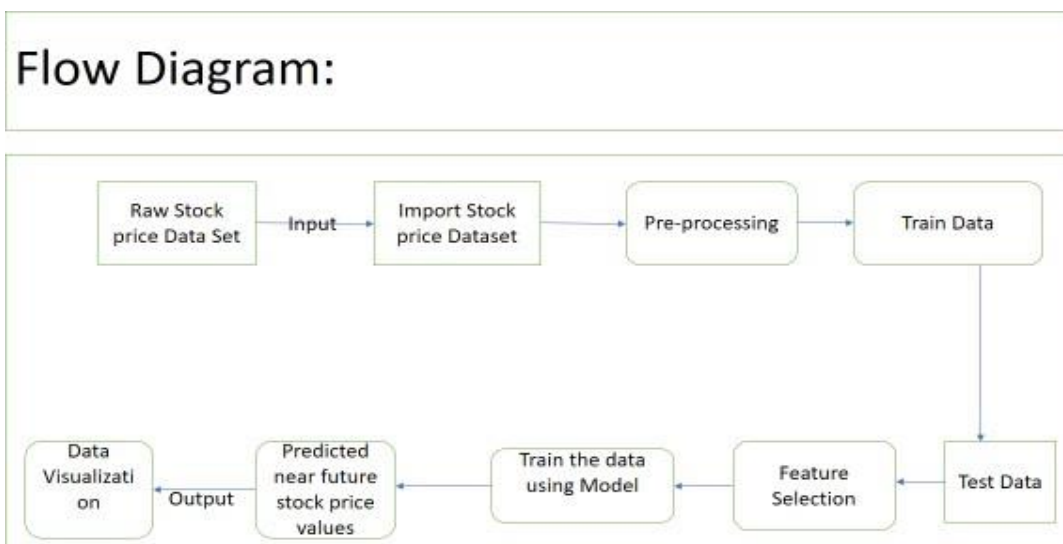 Flow Diagram:
Raw Stock
price Data Set
Input
Import Stock
price Dataset
Pre-processing
Train Data
Test Data
Feature
Selection
Train the data
using Model
Predicted
near future
stock price
values
Output
Data
Visualizati
on